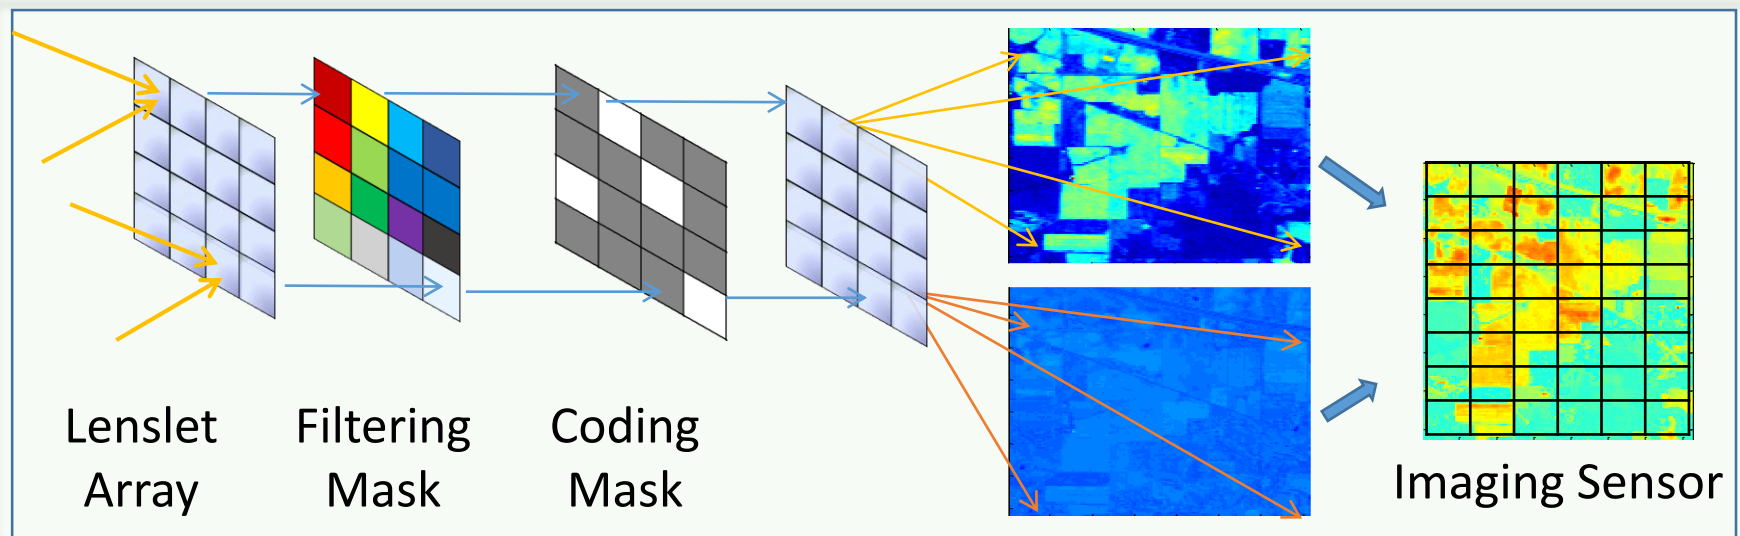 Lenslet
Array
Filtering
Mask
Coding
Mask
Imaging Sensor